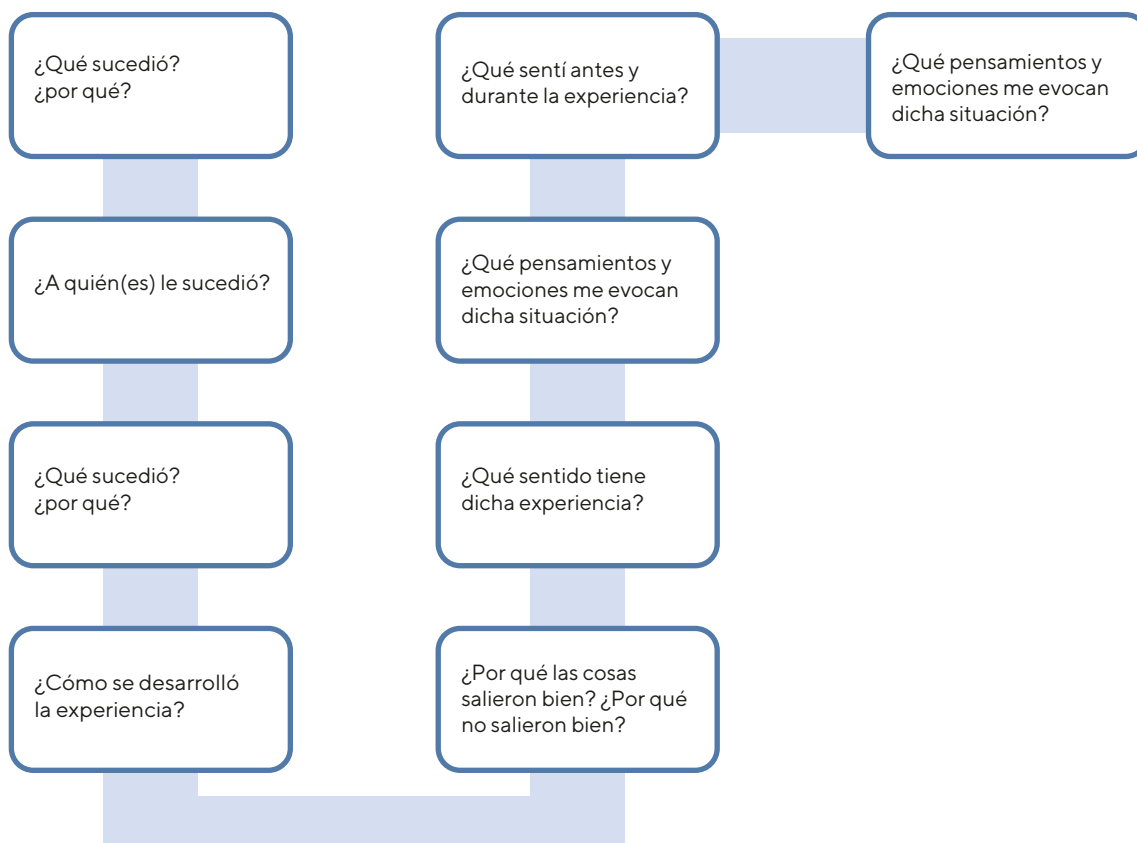 ¿Qué sucedió?
¿por qué?
¿A quién(es) le sucedió?
¿Qué sucedió?
¿por qué?
¿Cómo se desarrolló
la experiencia?
¿Por qué las cosas
salieron bien? ¿Por qué
no salieron bien?
¿Qué sentido tiene
dicha experiencia?
¿Qué pensamientos y
emociones me evocan
dicha situación?
¿Qué sentí antes y
durante la experiencia?
¿Qué pensamientos y
emociones me evocan
dicha situación?